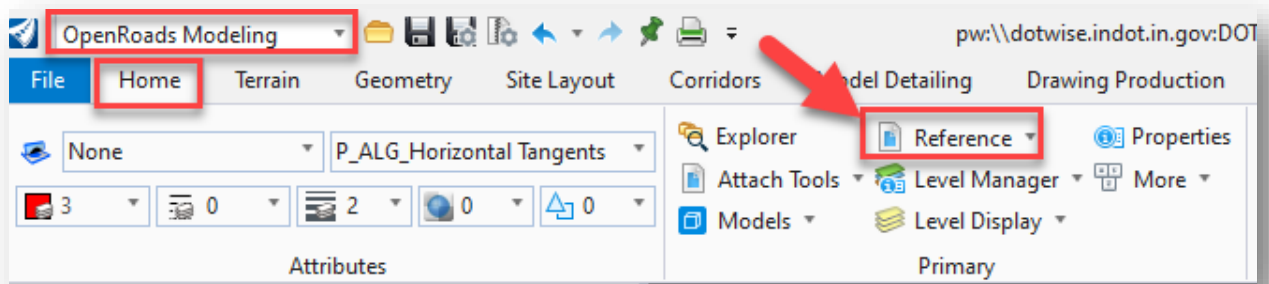 OpenRoads Modeling pw:\\dotwise.indot.in.gov:DOT
File Home Terrain Geometry Site Layout Corridors Model Detailing Drawing Production
None P_ALG_Horizontal Tangents Explorer Reference Properties
Attach Tools Level Manager More
3 0 2 0 0 Models Level Display
Attributes Primary